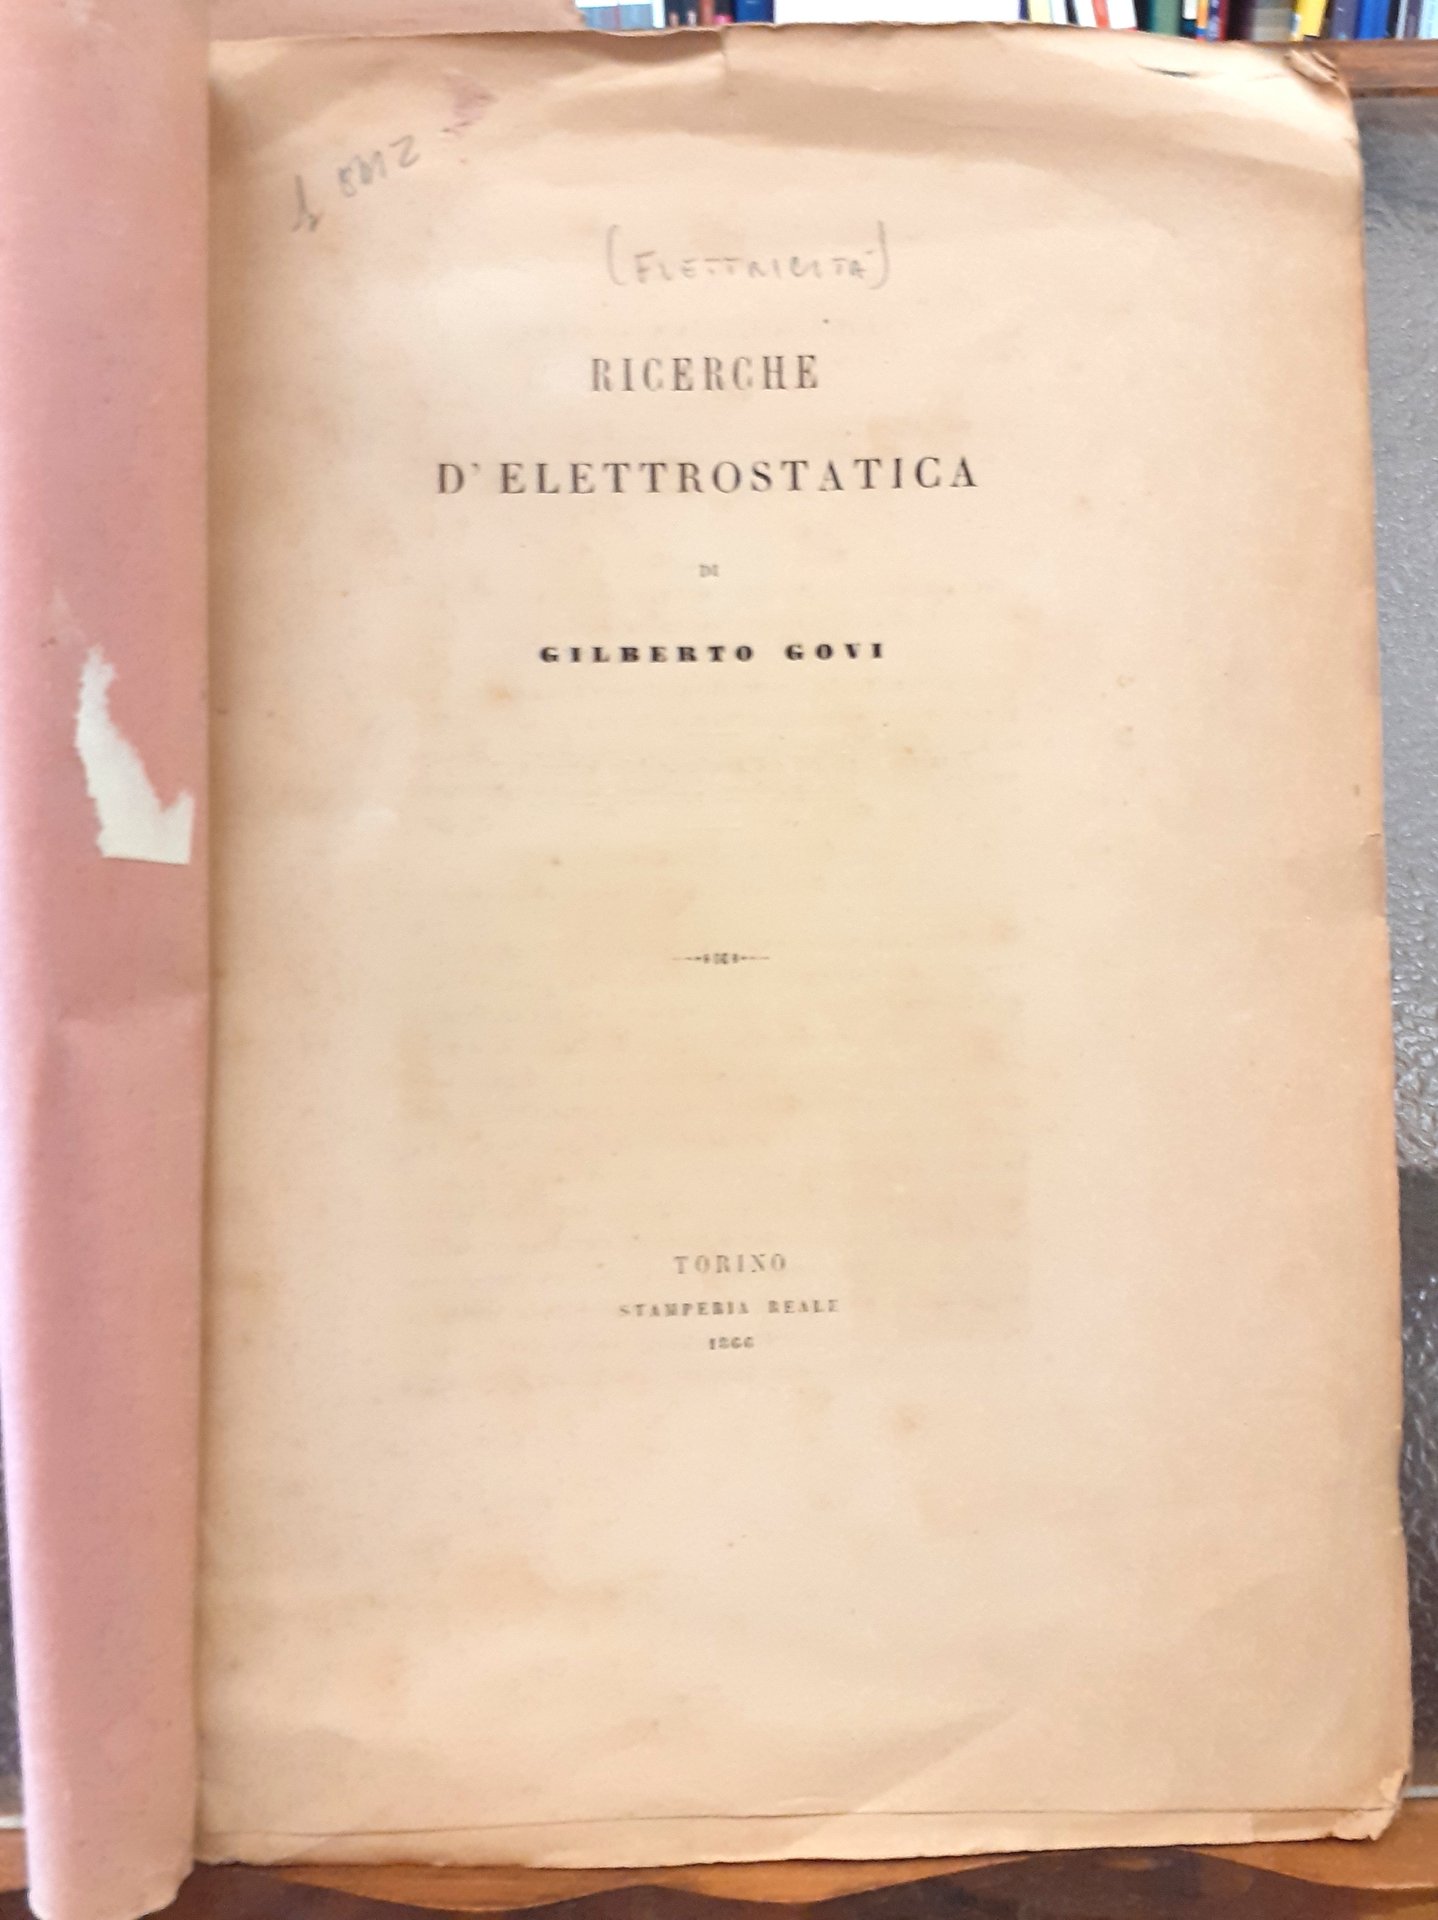 (ELETTRICITÀ)
RICERCHE
D'ELETTROSTATICA
DI
GILBERTO GOVI
TORINO
STAMPERIA REALE
1866